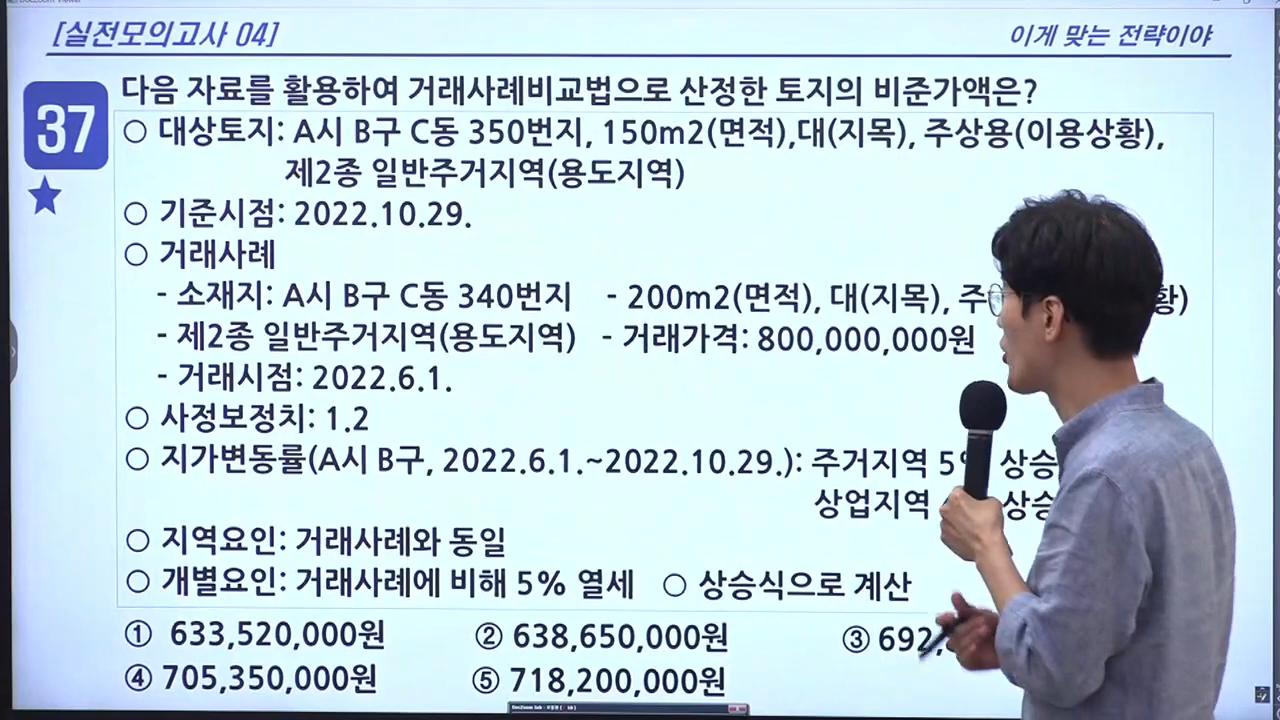 [실전모의고사 04]
이게 맞는 전략이야
37
다음 자료를 활용하여 거래사례비교법으로 산정한 토지의 비준가액은?
○ 대상토지: A시 B구 C동 350번지, 150m2(면적),대(지목), 주상용(이용상황),
제2종 일반주거지역(용도지역)
○ 기준시점: 2022.10.29.
○ 거래사례
- 소재지: A시 B구 C동 340번지 - 200m2(면적), 대(지목),
- 제2종 일반주거지역(용도지역) - 거래가격: 800,000,000원
- 거래시점: 2022.6.1.
○ 사정보정치: 1.2
○ 지가변동률(A시 B구, 2022.6.1.~2022.10.29.): 주거지역
상업지역
○ 지역요인: 거래사례와 동일
○ 개별요인: 거래사례에 비해 5% 열세 ○ 상승식으로 계산
① 633,520,000원 ② 638,650,000원 ③
④ 705,350,000원 ⑤ 718,200,000원